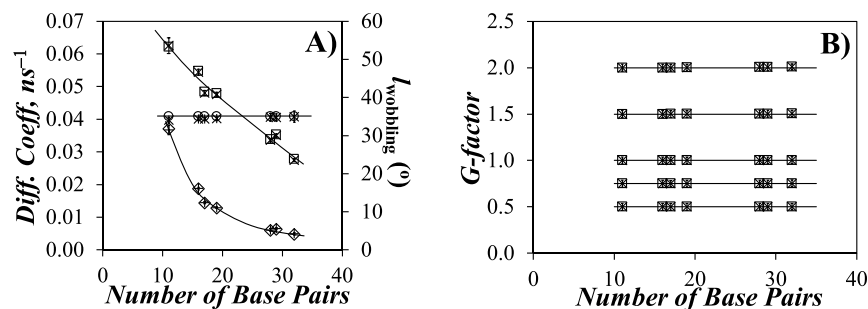 A)
Diff. Coeff, ns⁻¹
0.07
0.06
0.05
0.04
0.03
0.02
0.01
0.00
60
50
40
30
20
10
0
l wobbling (º)
0 10 20 30 40
Number of Base Pairs
B)
G-factor
2.5
2.0
1.5
1.0
0.5
0.0
0 10 20 30 40
Number of Base Pairs